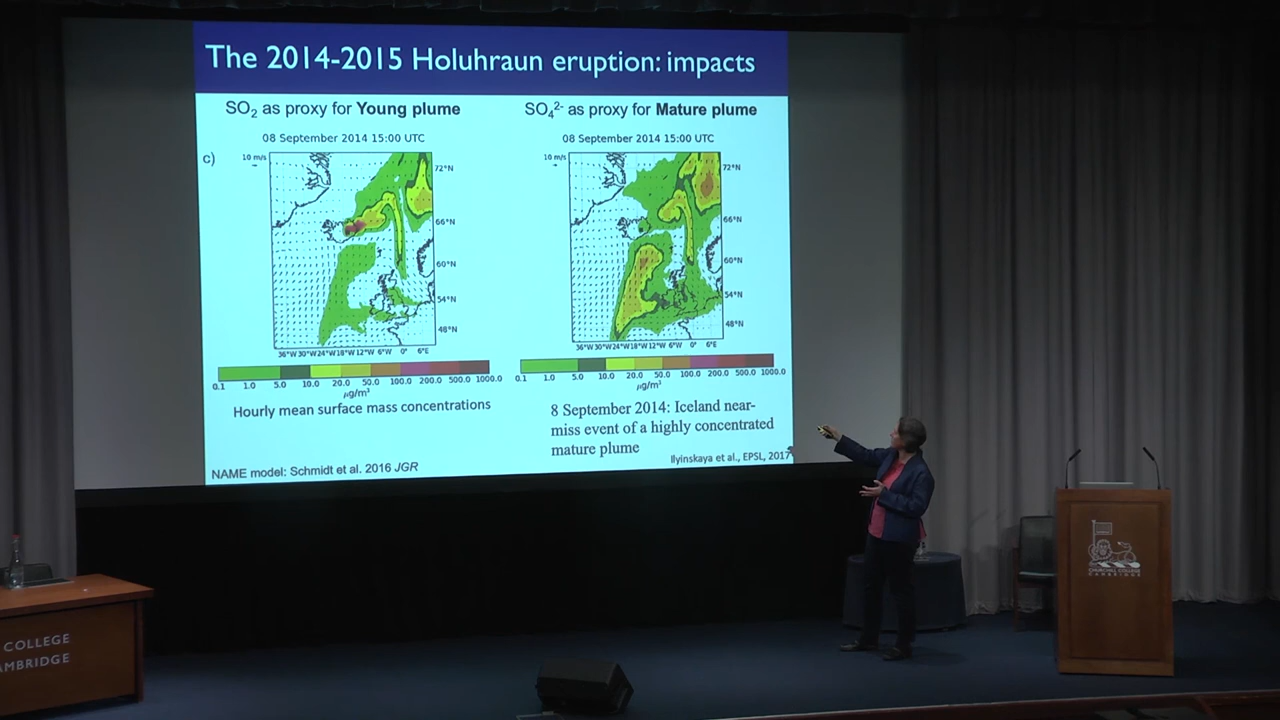 The 2014-2015 Holuhraun eruption: impacts
SO2 as proxy for Young plume
08 September 2014 15:00 UTC
c)
10 m/s
72°N
66°N
60°N
54°N
48°N
36°W 30°W 24°W 18°W 12°W 6°W 0° 6°E
0.1 1.0 5.0 10.0 20.0 50.0 100.0 200.0 500.0 1000.0
μg/m³
Hourly mean surface mass concentrations
NAME model: Schmidt et al. 2016 JGR
SO4²⁻ as proxy for Mature plume
08 September 2014 15:00 UTC
10 m/s
72°N
66°N
60°N
54°N
48°N
36°W 30°W 24°W 18°W 12°W 6°W 0° 6°E
0.1 1.0 5.0 10.0 20.0 50.0 100.0 200.0 500.0 1000.0
μg/m³
8 September 2014: Iceland near-
miss event of a highly concentrated
mature plume
Ilyinskaya et al., EPSL, 2017
COLLEGE
AMBRIDGE
CHURCHILL COLLEGE
CAMBRIDGE